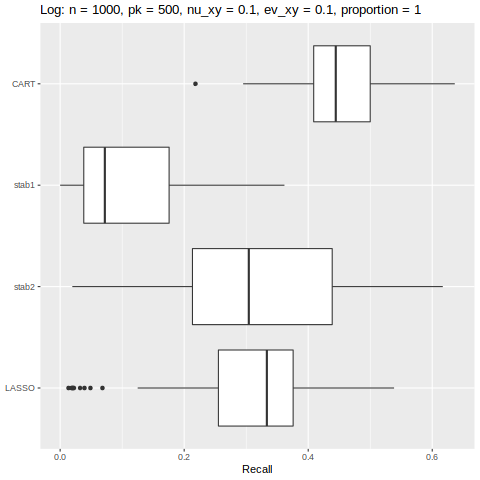 Log: n = 1000, pk = 500, nu_xy = 0.1, ev_xy = 0.1, proportion = 1
CART
stab1
stab2
LASSO
0.0 0.2 0.4 0.6
Recall